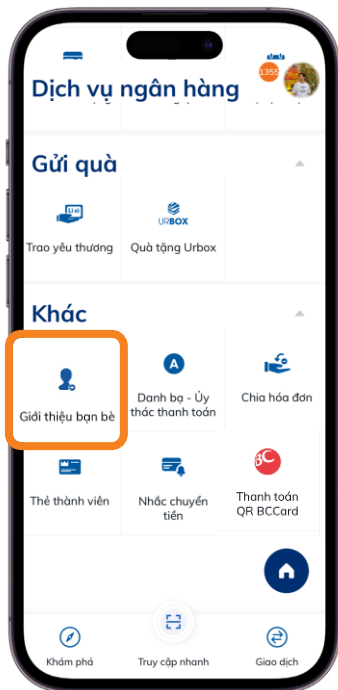 1355
Dịch vụ ngân hàng
Gửi quà
Li xi
URBOX
Trao yêu thương
Quà tặng Urbox
Khác
A
Giới thiệu bạn bè
Danh bạ - Ủy
thác thanh toán
Chia hóa đơn
BC
Thẻ thành viên
Nhắc chuyển
tiền
Thanh toán
QR BCCard
Khám phá
Truy cập nhanh
Giao dịch